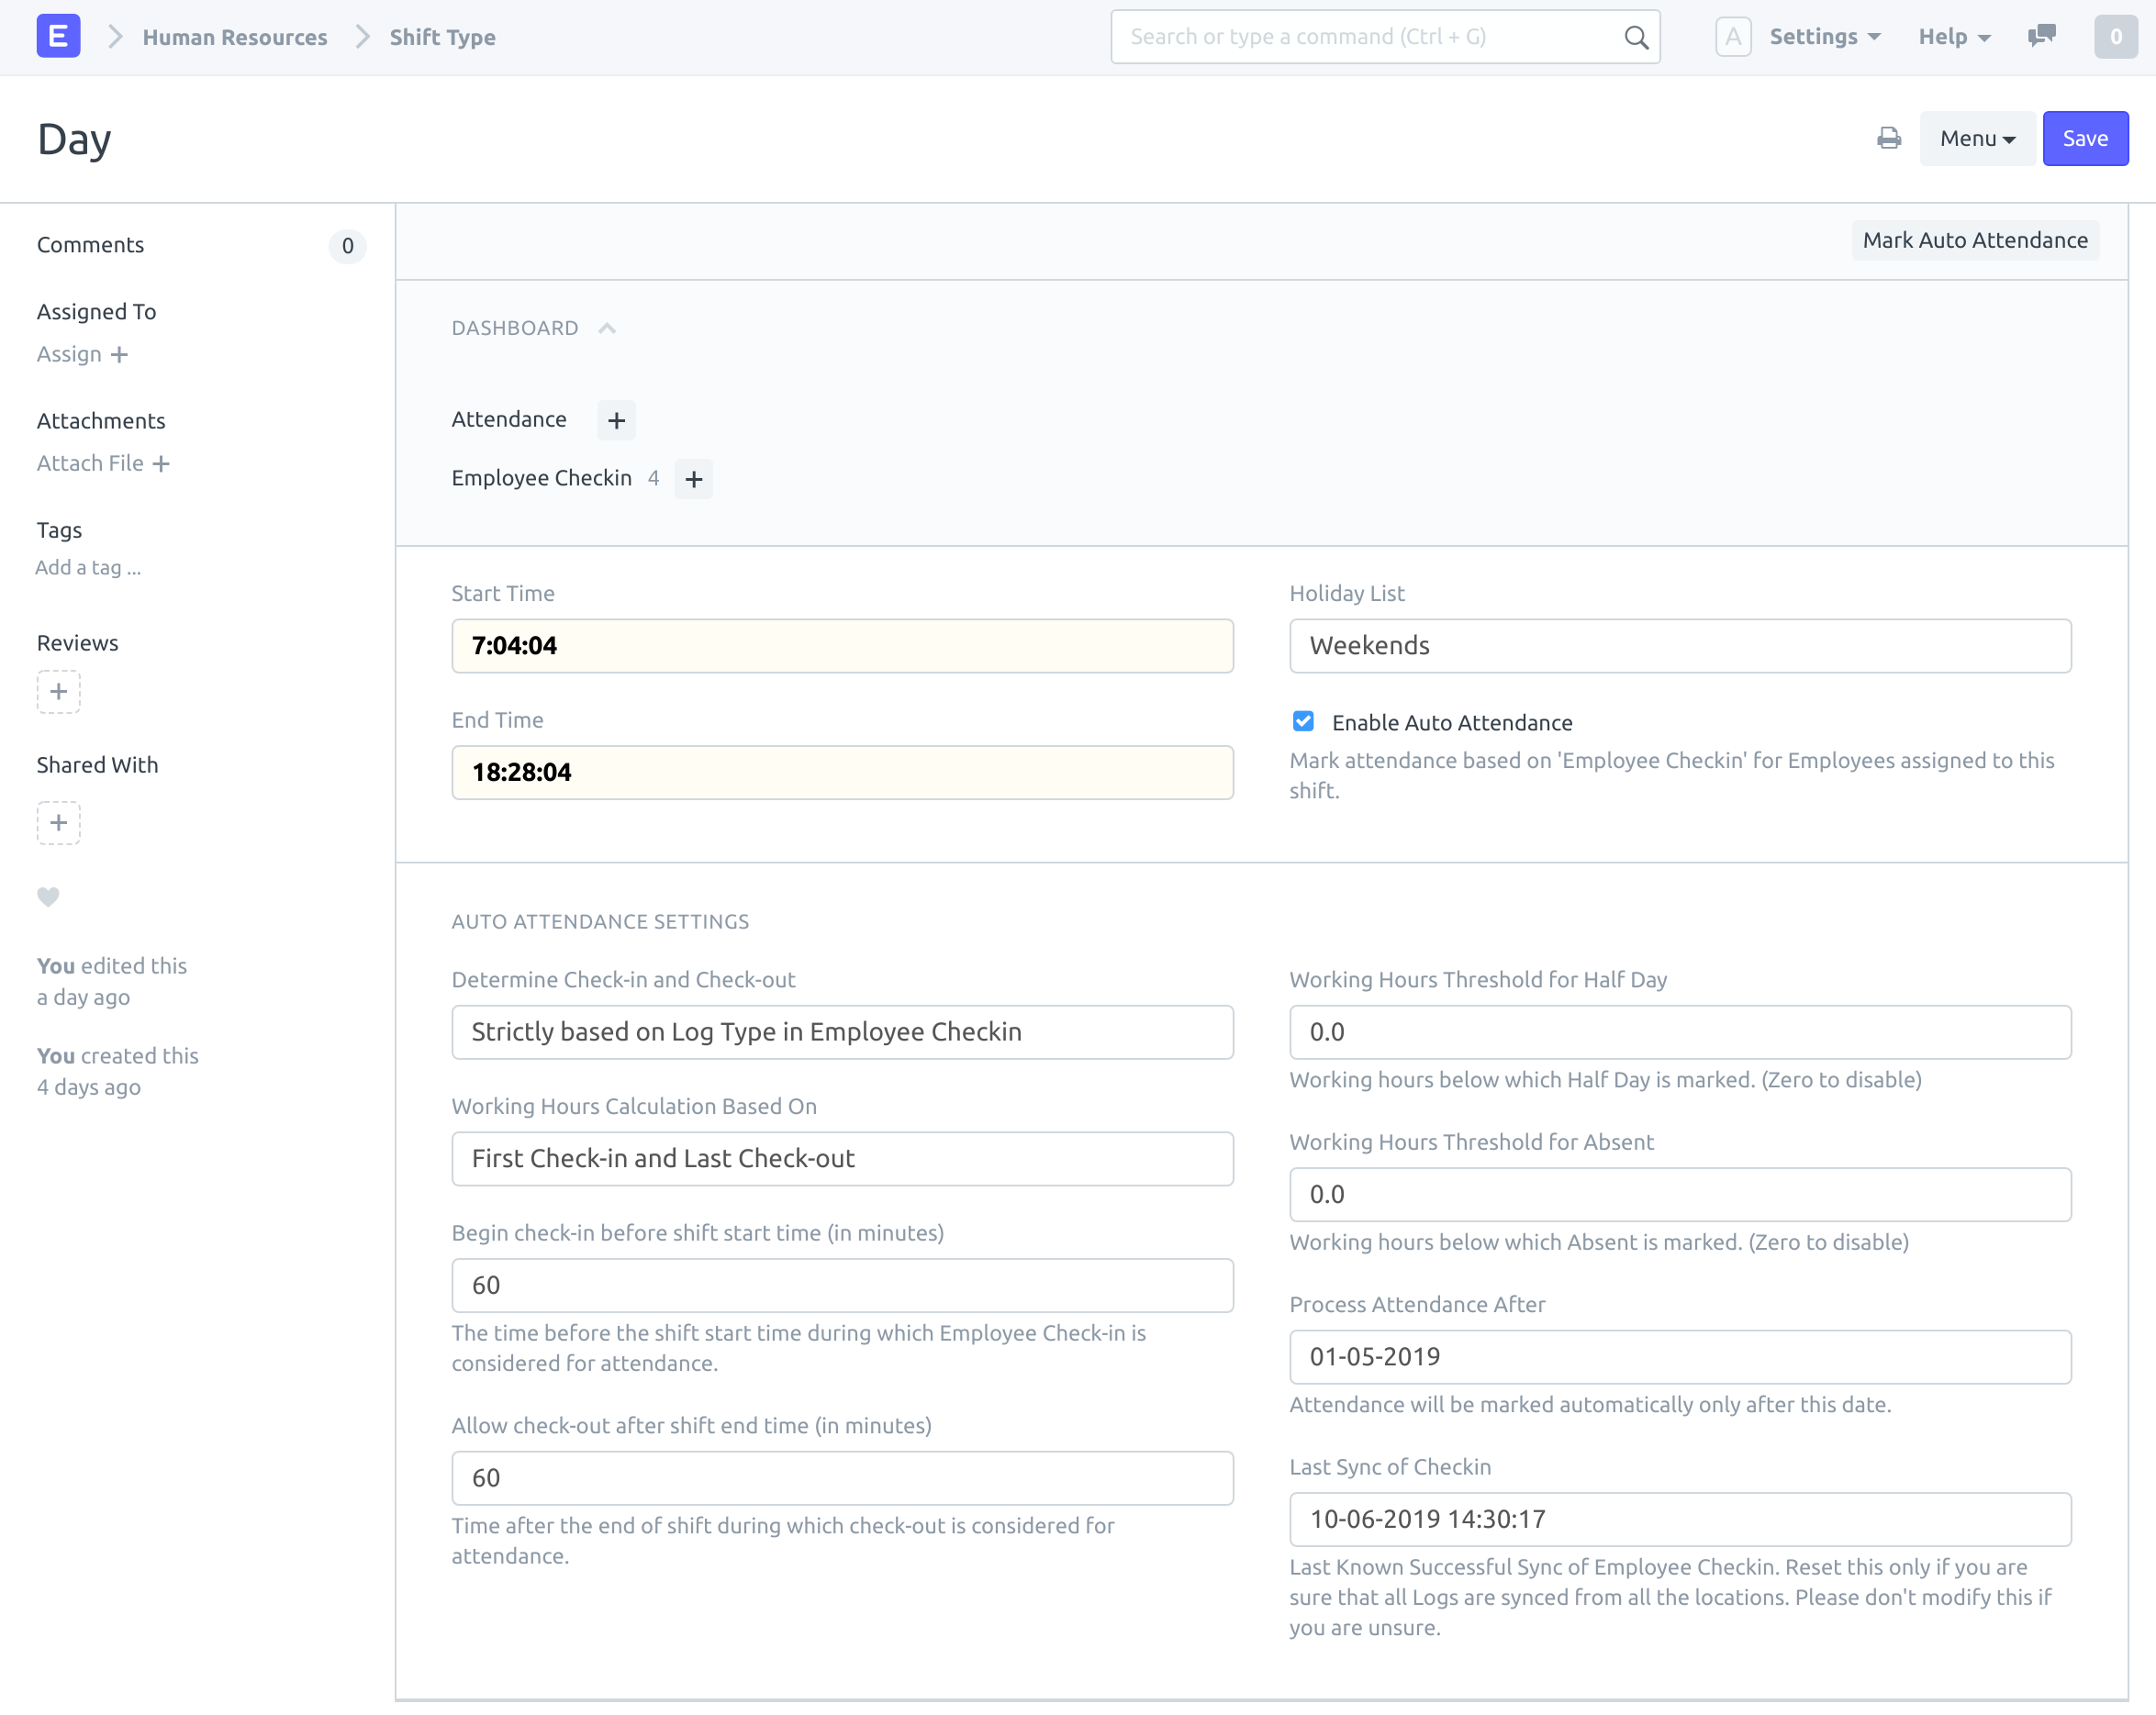 E Human Resources Shift Type Search or type a command (Ctrl + G) A Settings Help 0
Day
Menu Save
Comments 0
Assigned To
Assign +
Attachments
Attach File +
Tags
Add a tag ...
Reviews
+
Shared With
+
You edited this
a day ago
You created this
4 days ago
Mark Auto Attendance
DASHBOARD
Attendance +
Employee Checkin 4 +
Start Time
7:04:04
End Time
18:28:04
Holiday List
Weekends
Enable Auto Attendance
Mark attendance based on 'Employee Checkin' for Employees assigned to this
shift.
AUTO ATTENDANCE SETTINGS
Determine Check-in and Check-out
Strictly based on Log Type in Employee Checkin
Working Hours Calculation Based On
First Check-in and Last Check-out
Begin check-in before shift start time (in minutes)
60
The time before the shift start time during which Employee Check-in is
considered for attendance.
Allow check-out after shift end time (in minutes)
60
Time after the end of shift during which check-out is considered for
attendance.
Working Hours Threshold for Half Day
0.0
Working hours below which Half Day is marked. (Zero to disable)
Working Hours Threshold for Absent
0.0
Working hours below which Absent is marked. (Zero to disable)
Process Attendance After
01-05-2019
Attendance will be marked automatically only after this date.
Last Sync of Checkin
10-06-2019 14:30:17
Last Known Successful Sync of Employee Checkin. Reset this only if you are
sure that all Logs are synced from all the locations. Please don't modify this if
you are unsure.